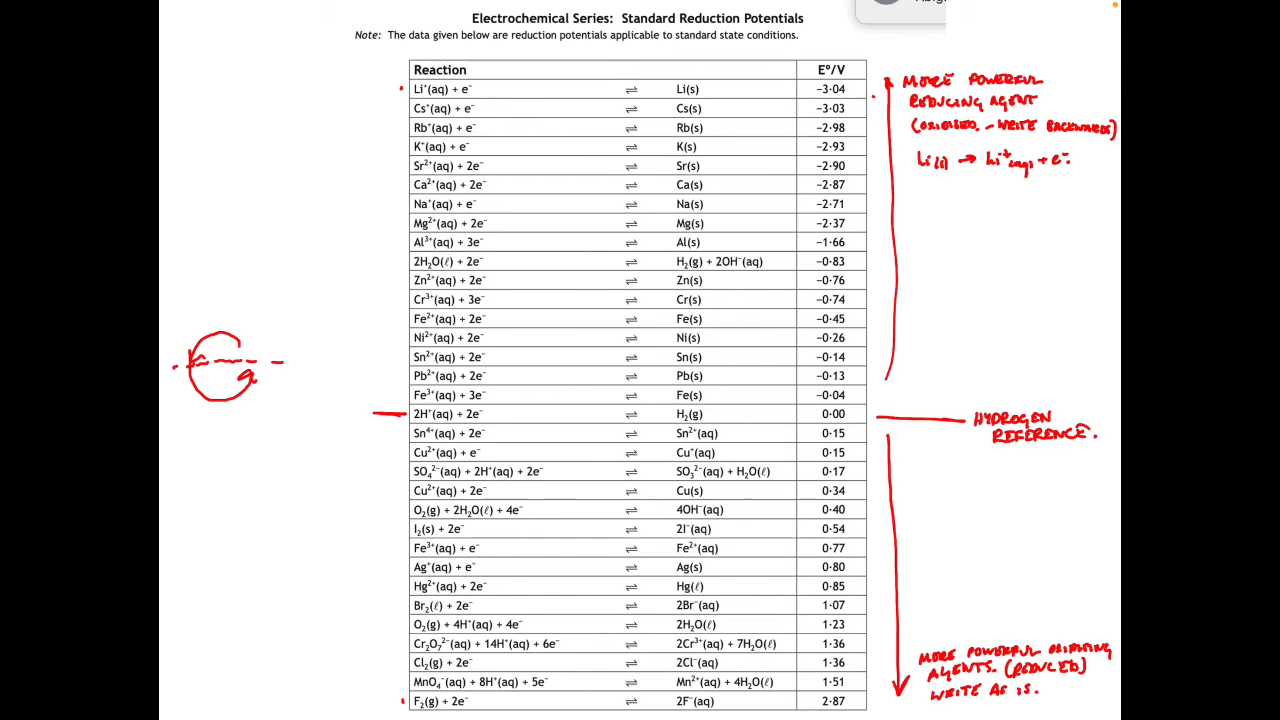 Electrochemical Series: Standard Reduction Potentials
Note: The data given below are reduction potentials applicable to standard state conditions.
Reaction E°/V
Li⁺(aq) + e⁻ ⇌ Li(s) −3·04
Cs⁺(aq) + e⁻ ⇌ Cs(s) −3·03
Rb⁺(aq) + e⁻ ⇌ Rb(s) −2·98
K⁺(aq) + e⁻ ⇌ K(s) −2·93
Sr²⁺(aq) + 2e⁻ ⇌ Sr(s) −2·90
Ca²⁺(aq) + 2e⁻ ⇌ Ca(s) −2·87
Na⁺(aq) + e⁻ ⇌ Na(s) −2·71
Mg²⁺(aq) + 2e⁻ ⇌ Mg(s) −2·37
Al³⁺(aq) + 3e⁻ ⇌ Al(s) −1·66
2H₂O(ℓ) + 2e⁻ ⇌ H₂(g) + 2OH⁻(aq) −0·83
Zn²⁺(aq) + 2e⁻ ⇌ Zn(s) −0·76
Cr³⁺(aq) + 3e⁻ ⇌ Cr(s) −0·74
Fe²⁺(aq) + 2e⁻ ⇌ Fe(s) −0·45
Ni²⁺(aq) + 2e⁻ ⇌ Ni(s) −0·26
Sn²⁺(aq) + 2e⁻ ⇌ Sn(s) −0·14
Pb²⁺(aq) + 2e⁻ ⇌ Pb(s) −0·13
Fe³⁺(aq) + 3e⁻ ⇌ Fe(s) −0·04
2H⁺(aq) + 2e⁻ ⇌ H₂(g) 0·00
Sn⁴⁺(aq) + 2e⁻ ⇌ Sn²⁺(aq) 0·15
Cu²⁺(aq) + e⁻ ⇌ Cu⁺(aq) 0·15
SO₄²⁻(aq) + 2H⁺(aq) + 2e⁻ ⇌ SO₃²⁻(aq) + H₂O(ℓ) 0·17
Cu²⁺(aq) + 2e⁻ ⇌ Cu(s) 0·34
O₂(g) + 2H₂O(ℓ) + 4e⁻ ⇌ 4OH⁻(aq) 0·40
I₂(s) + 2e⁻ ⇌ 2I⁻(aq) 0·54
Fe³⁺(aq) + e⁻ ⇌ Fe²⁺(aq) 0·77
Ag⁺(aq) + e⁻ ⇌ Ag(s) 0·80
Hg²⁺(aq) + 2e⁻ ⇌ Hg(ℓ) 0·85
Br₂(ℓ) + 2e⁻ ⇌ 2Br⁻(aq) 1·07
O₂(g) + 4H⁺(aq) + 4e⁻ ⇌ 2H₂O(ℓ) 1·23
Cr₂O₇²⁻(aq) + 14H⁺(aq) + 6e⁻ ⇌ 2Cr³⁺(aq) + 7H₂O(ℓ) 1·36
Cl₂(g) + 2e⁻ ⇌ 2Cl⁻(aq) 1·36
MnO₄⁻(aq) + 8H⁺(aq) + 5e⁻ ⇌ Mn²⁺(aq) + 4H₂O(ℓ) 1·51
F₂(g) + 2e⁻ ⇌ 2F⁻(aq) 2·87
MORE POWERFUL
REDUCING AGENT
(OXIDISED - WRITE BACKWARDS)
Li(s) → Li⁺(aq) + e⁻
HYDROGEN
REFERENCE.
MORE POWERFUL OXIDISING
AGENTS. (REDUCED)
WRITE AS IS.